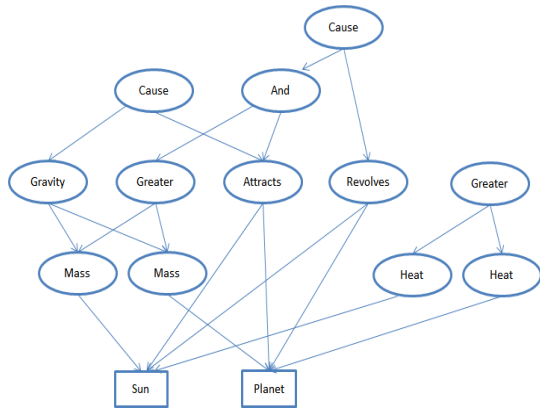 Cause
Cause
And
Gravity
Greater
Attracts
Revolves
Greater
Mass
Mass
Heat
Heat
Sun
Planet